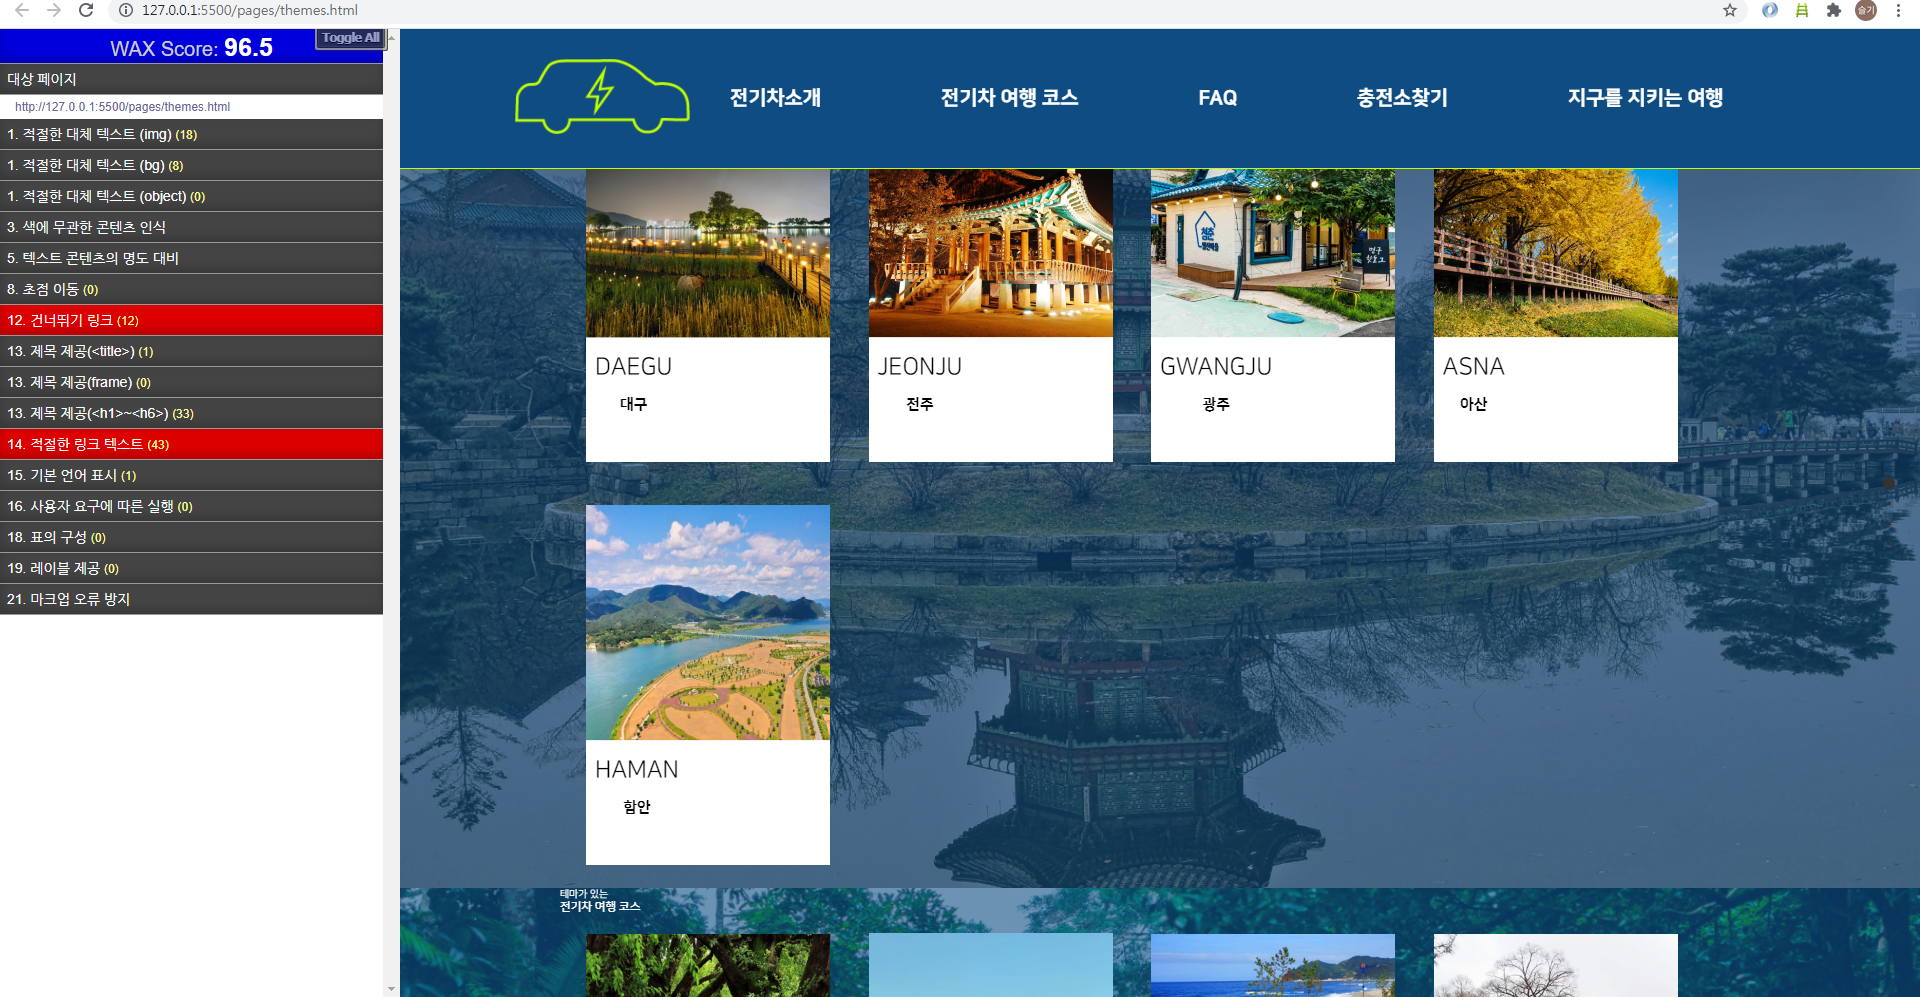 127.0.0.1:5500/pages/themes.html
슬기
WAX Score: 96.5
Toggle All
대상 페이지
http://127.0.0.1:5500/pages/themes.html
1. 적절한 대체 텍스트 (img) (18)
1. 적절한 대체 텍스트 (bg) (8)
1. 적절한 대체 텍스트 (object) (0)
3. 색에 무관한 콘텐츠 인식
5. 텍스트 콘텐츠의 명도 대비
8. 초점 이동 (0)
12. 건너뛰기 링크 (12)
13. 제목 제공(<title>) (1)
13. 제목 제공(frame) (0)
13. 제목 제공(<h1>~<h6>) (33)
14. 적절한 링크 텍스트 (43)
15. 기본 언어 표시 (1)
16. 사용자 요구에 따른 실행 (0)
18. 표의 구성 (0)
19. 레이블 제공 (0)
21. 마크업 오류 방지
전기차소개
전기차 여행 코스
FAQ
충전소찾기
지구를 지키는 여행
DAEGU
대구
JEONJU
전주
GWANGJU
광주
ASNA
아산
HAMAN
함안
테마가 있는
전기차 여행 코스